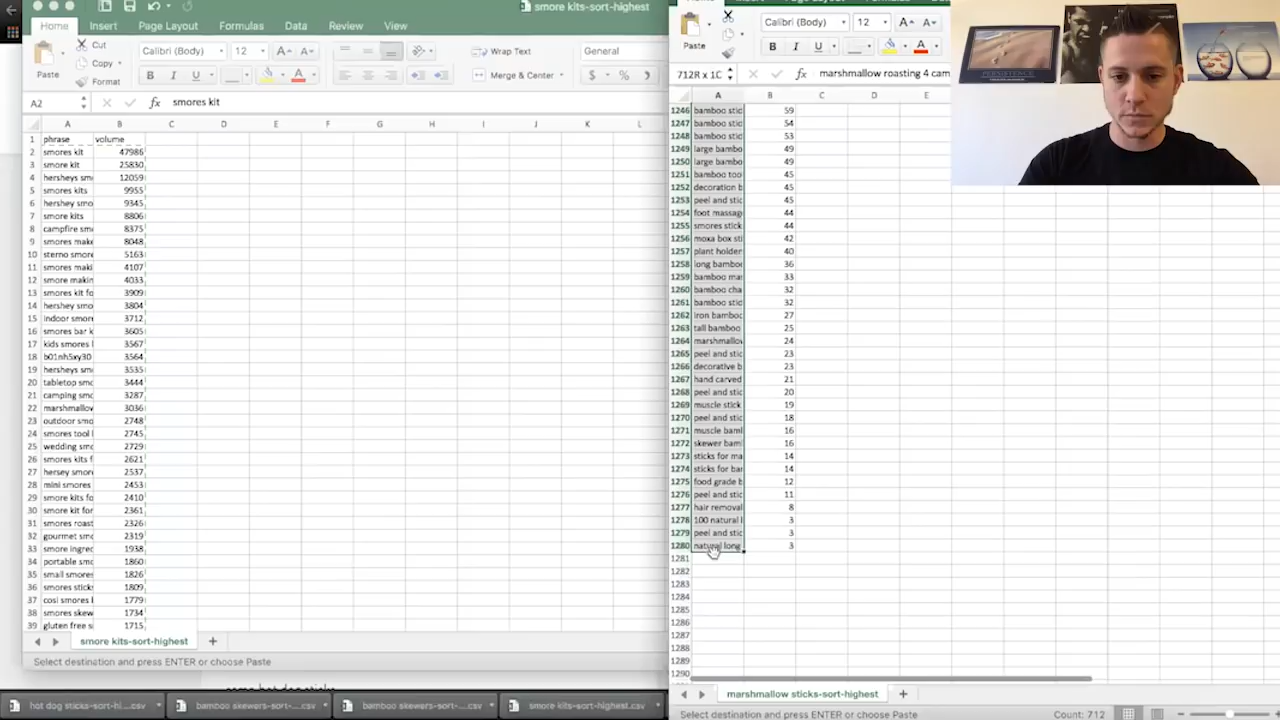 smore kits-sort-highest
Home
Formulas
Data
Review
View
Cut
Copy
Format
Paste
Calibri (Body)
12
Wrap Text
Merge & Center
General
A2
smores kit
A B C D E F G H I J K L
1 phrase volume
2 smores kit 47986
3 smore kit 25830
4 hersheys sm 12059
5 smores kits 9955
6 hershey smo 9345
7 smore kits 8806
8 campfire smo 8375
9 smores make 8048
10 sterno smore 5163
11 smores maki 4107
12 smore makin 4033
13 smores kit fo 3909
14 hershey smo 3804
15 indoor smore 3712
16 smores bar k 3605
17 kids smores 3567
18 b01nh5xy30 3564
19 hersheys sm 3535
20 tabletop smo 3444
21 camping smo 3287
22 marshmallow 3036
23 outdoor smo 2748
24 smores tool 2745
25 wedding smo 2729
26 smores kits f 2621
27 hersey smor 2537
28 mini smores 2453
29 smore kits fo 2410
30 smore kit for 2361
31 smores roast 2326
32 gourmet smo 2319
33 smore ingre 1938
34 portable smo 1860
35 small smores 1826
36 smores sticks 1809
37 cosi smores 1779
38 smores skew 1734
39 gluten free s 1715
smore kits-sort-highest
Select destination and press ENTER or choose Paste
Paste
Calibri (Body)
12
B I U
712R x 1C
marshmallow roasting 4 cam
A B C D E
1246 bamboo stic 59
1247 bamboo stic 54
1248 bamboo stic 53
1249 large bambo 49
1250 large bambo 49
1251 bamboo too 45
1252 decoration b 45
1253 peel and stic 45
1254 foot massag 44
1255 smores stick 44
1256 moxa box sti 42
1257 plant holder 40
1258 long bamboo 36
1259 bamboo mas 33
1260 bamboo cha 32
1261 bamboo stic 32
1262 iron bamboo 27
1263 tall bamboo 25
1264 marshmallow 24
1265 peel and stic 23
1266 decorative b 23
1267 hand carved 21
1268 peel and stic 20
1269 muscle stick 19
1270 peel and stic 18
1271 muscle bam 16
1272 skewer bam 16
1273 sticks for ma 14
1274 sticks for bar 14
1275 food grade b 12
1276 peel and stic 11
1277 hair removal 8
1278 100 natural 3
1279 peel and stic 3
1280 natural long 3
1281
1282
1283
1284
1285
1286
1287
1288
1289
1290
marshmallow sticks-sort-highest
Select destination and press ENTER or choose Paste
Count: 712
PERSISTENCE
hot dog sticks-sort-hi....csv
bamboo skewers-sort-....csv
bamboo skewers-sort-....csv
smore kits-sort-highest.csv